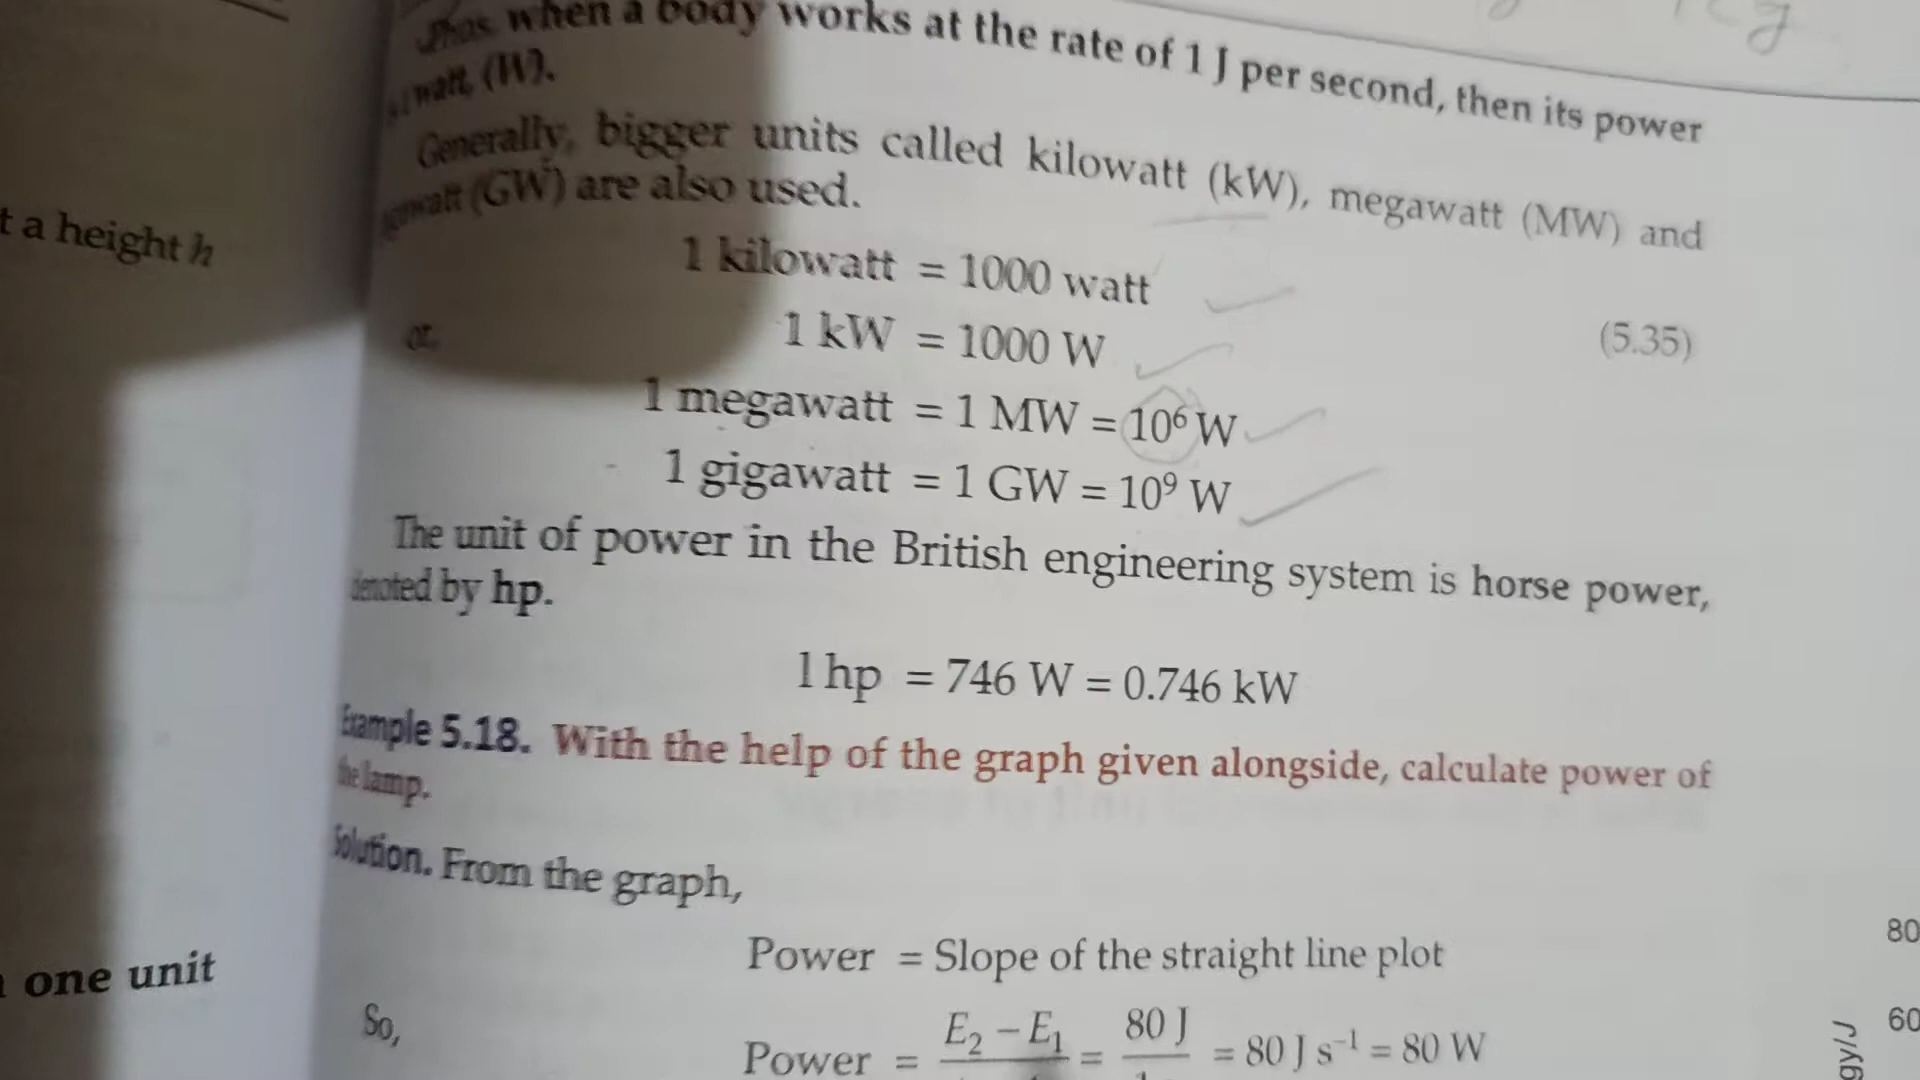 t a height h
one unit
Thus, when a body works at the rate of 1 J per second, then its power
watt, (W).
Generally, bigger units called kilowatt (kW), megawatt (MW) and
(GW) are also used.
1 kilowatt = 1000 watt
or 1 kW = 1000 W (5.35)
1 megawatt = 1 MW = 10⁶ W
1 gigawatt = 1 GW = 10⁹ W
The unit of power in the British engineering system is horse power,
denoted by hp.
1 hp = 746 W = 0.746 kW
Example 5.18. With the help of the graph given alongside, calculate power of
the lamp.
Solution. From the graph,
Power = Slope of the straight line plot
So,
Power = E₂ – E₁ = 80 J = 80 J s⁻¹ = 80 W
80
60
gy/J